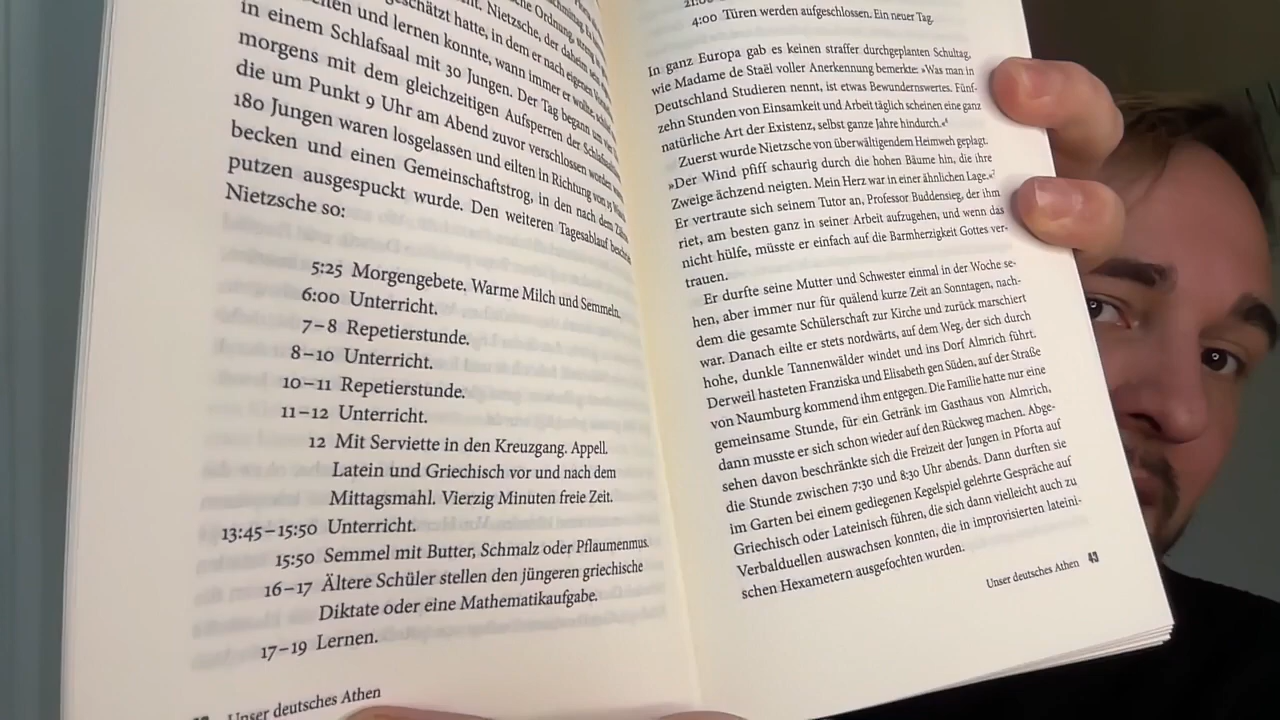 Ordnung, streng
geschätzt hatte, in dem er nach eigenen
und lernen konnte, wann immer er wollte, schlief
in einem Schlafsaal mit 30 Jungen. Der Tag begann um
morgens mit dem gleichzeitigen Aufsperren der
die um Punkt 9 Uhr am Abend zuvor verschlossen worden
180 Jungen waren losgelassen und eilten in Richtung von 15
becken und einen Gemeinschaftstrog, in den nach dem
putzen ausgespuckt wurde. Den weiteren Tagesablauf
Nietzsche so:
5:25 Morgengebete, Warme Milch und Semmeln.
6:00 Unterricht.
7–8 Repetierstunde.
8–10 Unterricht.
10–11 Repetierstunde.
11–12 Unterricht.
12 Mit Serviette in den Kreuzgang. Appell.
Latein und Griechisch vor und nach dem
Mittagsmahl. Vierzig Minuten freie Zeit.
13:45–15:50 Unterricht.
15:50 Semmel mit Butter, Schmalz oder Pflaumenmus.
16–17 Ältere Schüler stellen den jüngeren griechische
Diktate oder eine Mathematikaufgabe.
17–19 Lernen.
Unser deutsches Athen
4:00 Türen werden aufgeschlossen. Ein neuer Tag.
In ganz Europa gab es keinen straffer durchgeplanten Schultag,
wie Madame de Staël voller Anerkennung bemerkte: »Was man in
Deutschland Studieren nennt, ist etwas Bewundernswertes. Fünf-
zehn Stunden von Einsamkeit und Arbeit täglich scheinen eine ganz
natürliche Art der Existenz, selbst ganze Jahre hindurch.«⁶
Zuerst wurde Nietzsche von überwältigendem Heimweh geplagt.
»Der Wind pfiff schaurig durch die hohen Bäume hin, die ihre
Zweige ächzend neigten. Mein Herz war in einer ähnlichen Lage.«⁷
Er vertraute sich seinem Tutor an, Professor Buddensieg, der ihm
riet, am besten ganz in seiner Arbeit aufzugehen, und wenn das
nicht hülfe, müsste er einfach auf die Barmherzigkeit Gottes ver-
trauen.
Er durfte seine Mutter und Schwester einmal in der Woche se-
hen, aber immer nur für quälend kurze Zeit an Sonntagen, nach-
dem die gesamte Schülerschaft zur Kirche und zurück marschiert
war. Danach eilte er stets nordwärts, auf dem Weg, der sich durch
hohe, dunkle Tannenwälder windet und ins Dorf Almrich führt.
Derweil hasteten Franziska und Elisabeth gen Süden, auf der Straße
von Naumburg kommend ihm entgegen. Die Familie hatte nur eine
gemeinsame Stunde, für ein Getränk im Gasthaus von Almrich,
dann musste er sich schon wieder auf den Rückweg machen. Abge-
sehen davon beschränkte sich die Freizeit der Jungen in Pforta auf
die Stunde zwischen 7:30 und 8:30 Uhr abends. Dann durften sie
im Garten bei einem gediegenen Kegelspiel gelehrte Gespräche auf
Griechisch oder Lateinisch führen, die sich dann vielleicht auch zu
Verbalduellen auswachsen konnten, die in improvisierten lateini-
schen Hexametern ausgefochten wurden.
Unser deutsches Athen 43